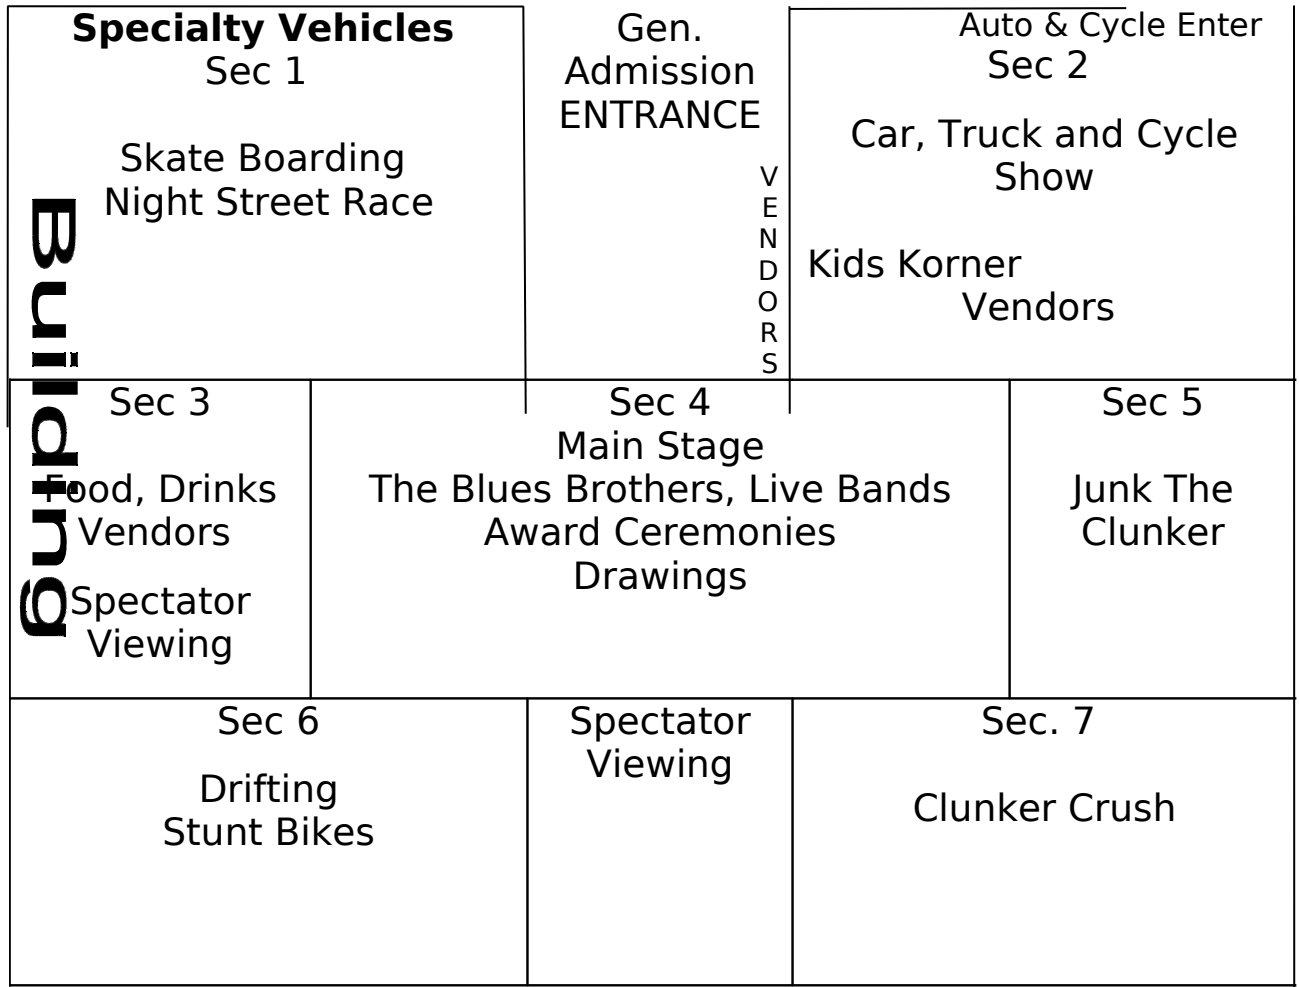 Specialty Vehicles
Sec 1
Skate Boarding
Night Street Race
Building
Gen.
Admission
ENTRANCE
VENDORS
Auto & Cycle Enter
Sec 2
Car, Truck and Cycle
Show
Kids Korner
Vendors
Sec 3
Food, Drinks
Vendors
Spectator
Viewing
Sec 4
Main Stage
The Blues Brothers, Live Bands
Award Ceremonies
Drawings
Sec 5
Junk The
Clunker
Sec 6
Drifting
Stunt Bikes
Spectator
Viewing
Sec. 7
Clunker Crush